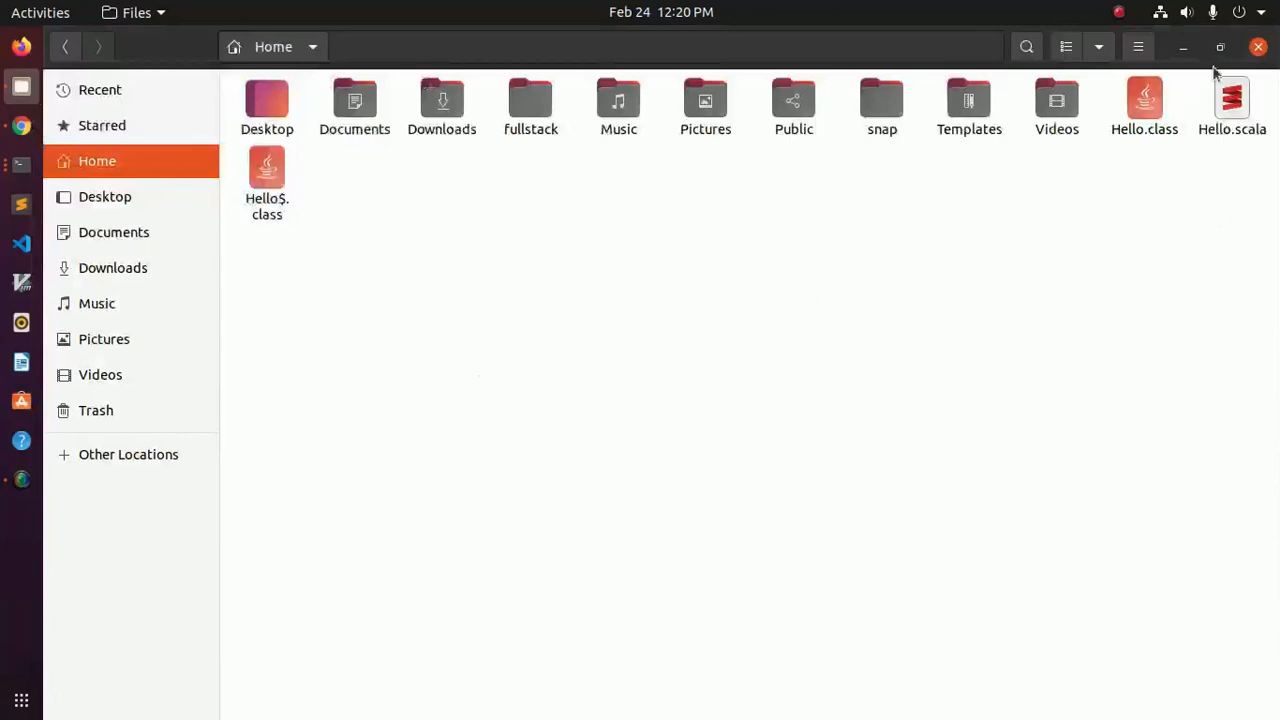 Activities
Files
Feb 24 12:20 PM
Home
Recent
Starred
Home
Desktop
Documents
Downloads
Music
Pictures
Videos
Trash
Other Locations
Desktop
Documents
Downloads
fullstack
Music
Pictures
Public
snap
Templates
Videos
Hello.class
Hello.scala
Hello$.
class